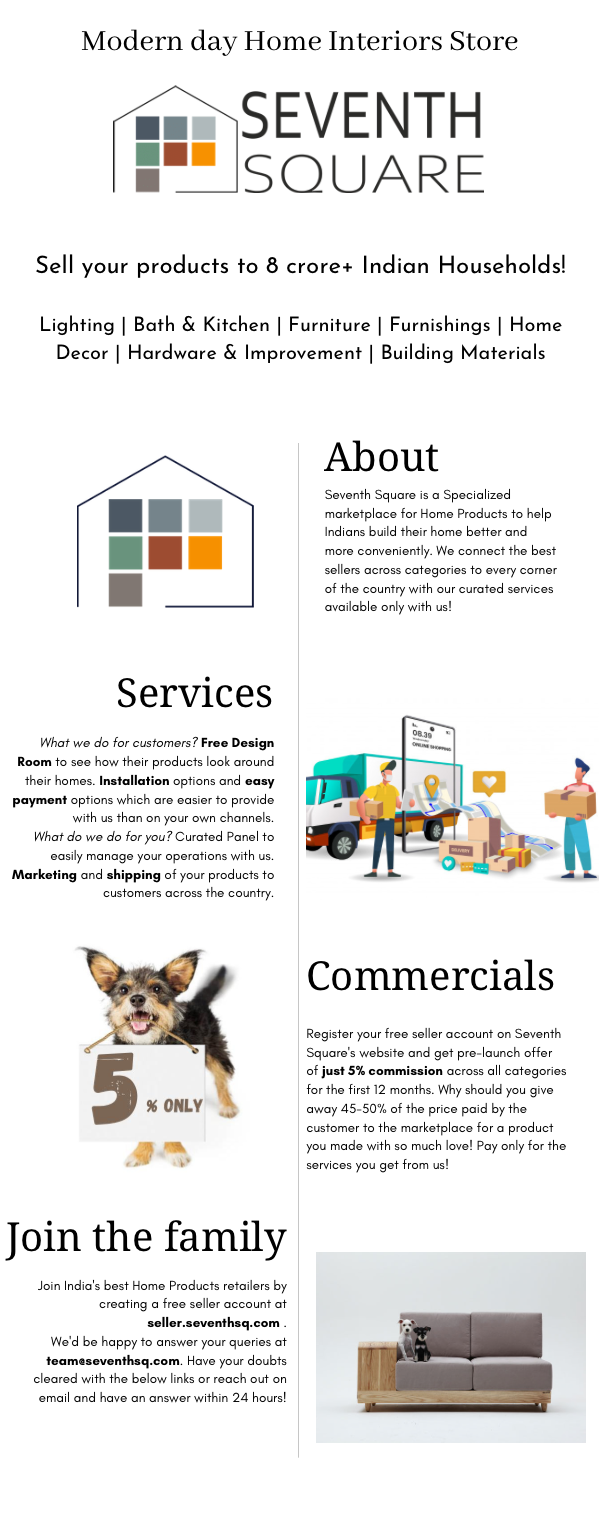 Modern day Home Interiors Store
SEVENTH
SQUARE
Sell your products to 8 crore+ Indian Households!
Lighting | Bath & Kitchen | Furniture | Furnishings | Home
Decor | Hardware & Improvement | Building Materials
About
Seventh Square is a Specialized
marketplace for Home Products to help
Indians build their home better and
more conveniently. We connect the best
sellers across categories to every corner
of the country with our curated services
available only with us!
Services
What we do for customers? Free Design
Room to see how their products look around
their homes. Installation options and easy
payment options which are easier to provide
with us than on your own channels.
What do we do for you? Curated Panel to
easily manage your operations with us.
Marketing and shipping of your products to
customers across the country.
08.39
ONLINE SHOPPING
DELIVERY
Commercials
Register your free seller account on Seventh
Square's website and get pre-launch offer
of just 5% commission across all categories
for the first 12 months. Why should you give
away 45-50% of the price paid by the
customer to the marketplace for a product
you made with so much love! Pay only for the
services you get from us!
5 % ONLY
Join the family
Join India's best Home Products retailers by
creating a free seller account at
seller.seventhsq.com .
We'd be happy to answer your queries at
team@seventhsq.com. Have your doubts
cleared with the below links or reach out on
email and have an answer within 24 hours!